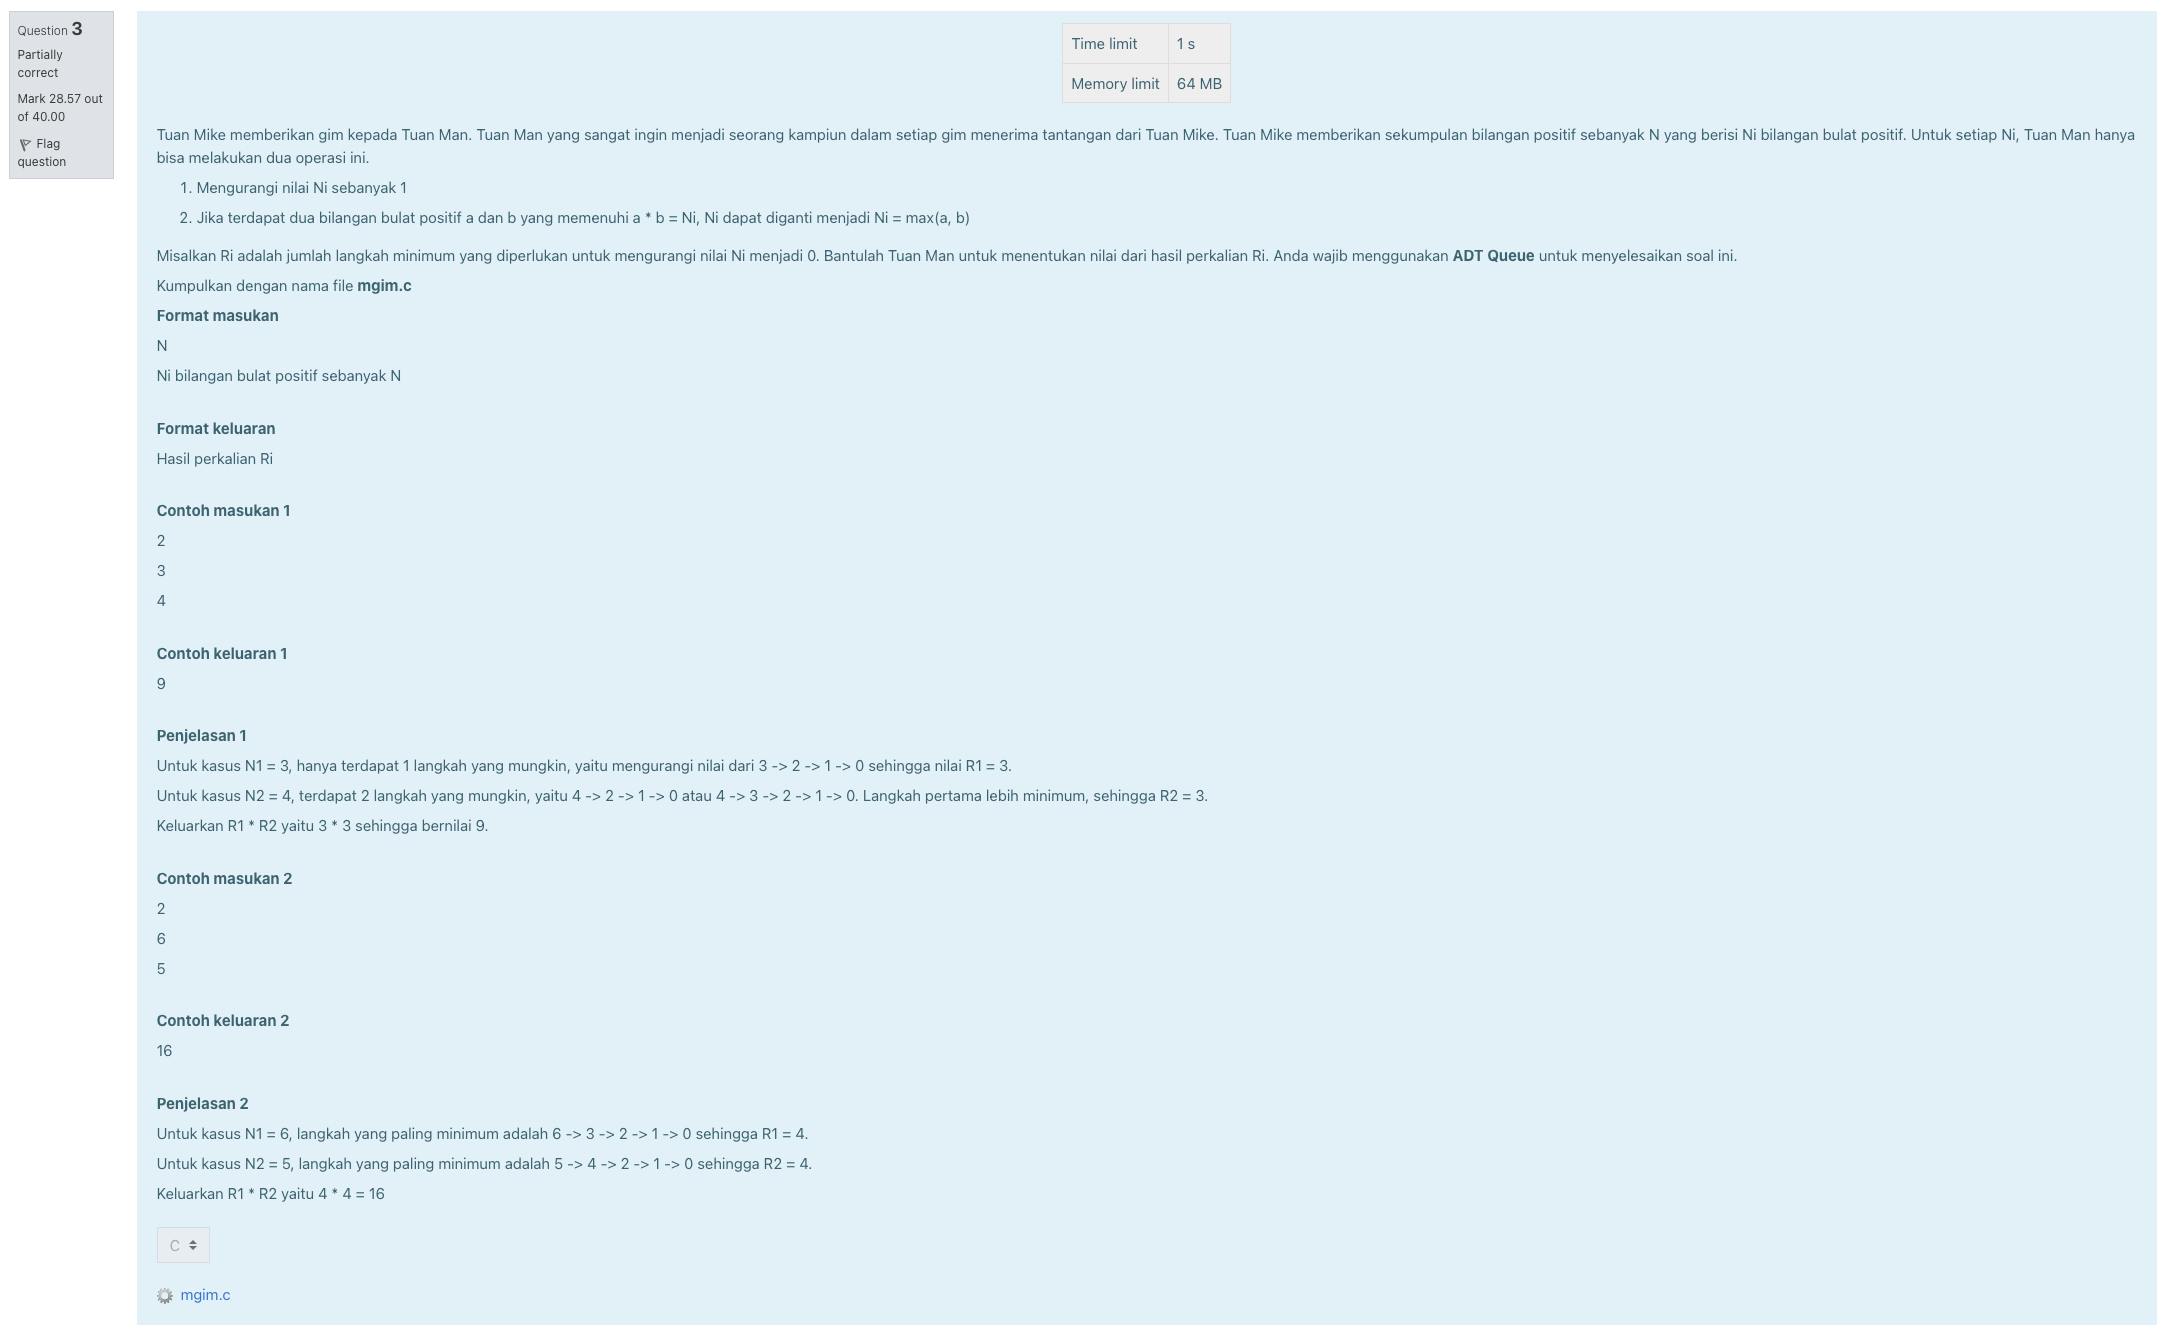 Question 3
Partially
correct
Mark 28.57 out
of 40.00
Flag
question
Time limit 1 s
Memory limit 64 MB
Tuan Mike memberikan gim kepada Tuan Man. Tuan Man yang sangat ingin menjadi seorang kampiun dalam setiap gim menerima tantangan dari Tuan Mike. Tuan Mike memberikan sekumpulan bilangan positif sebanyak N yang berisi Ni bilangan bulat positif. Untuk setiap Ni, Tuan Man hanya
bisa melakukan dua operasi ini.
1. Mengurangi nilai Ni sebanyak 1
2. Jika terdapat dua bilangan bulat positif a dan b yang memenuhi a * b = Ni, Ni dapat diganti menjadi Ni = max(a, b)
Misalkan Ri adalah jumlah langkah minimum yang diperlukan untuk mengurangi nilai Ni menjadi 0. Bantulah Tuan Man untuk menentukan nilai dari hasil perkalian Ri. Anda wajib menggunakan ADT Queue untuk menyelesaikan soal ini.
Kumpulkan dengan nama file mgim.c
Format masukan
N
Ni bilangan bulat positif sebanyak N
Format keluaran
Hasil perkalian Ri
Contoh masukan 1
2
3
4
Contoh keluaran 1
9
Penjelasan 1
Untuk kasus N1 = 3, hanya terdapat 1 langkah yang mungkin, yaitu mengurangi nilai dari 3 -> 2 -> 1 -> 0 sehingga nilai R1 = 3.
Untuk kasus N2 = 4, terdapat 2 langkah yang mungkin, yaitu 4 -> 2 -> 1 -> 0 atau 4 -> 3 -> 2 -> 1 -> 0. Langkah pertama lebih minimum, sehingga R2 = 3.
Keluarkan R1 * R2 yaitu 3 * 3 sehingga bernilai 9.
Contoh masukan 2
2
6
5
Contoh keluaran 2
16
Penjelasan 2
Untuk kasus N1 = 6, langkah yang paling minimum adalah 6 -> 3 -> 2 -> 1 -> 0 sehingga R1 = 4.
Untuk kasus N2 = 5, langkah yang paling minimum adalah 5 -> 4 -> 2 -> 1 -> 0 sehingga R2 = 4.
Keluarkan R1 * R2 yaitu 4 * 4 = 16
C
mgim.c